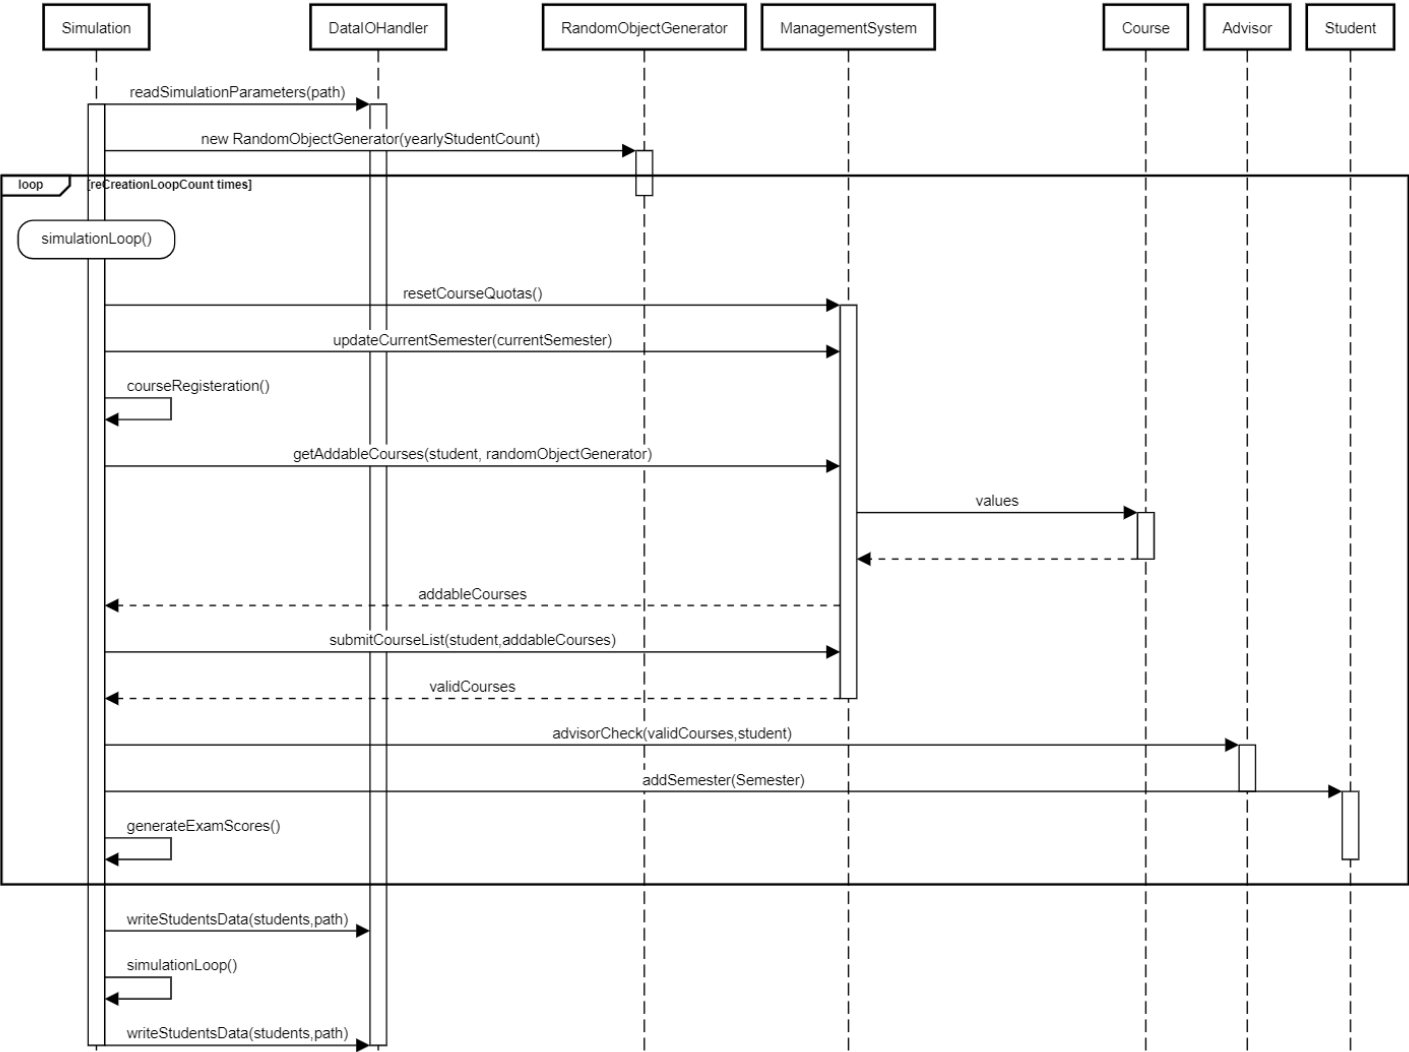 Simulation
DataIOHandler
RandomObjectGenerator
ManagementSystem
Course
Advisor
Student
readSimulationParameters(path)
new RandomObjectGenerator(yearlyStudentCount)
loop
[reCreationLoopCount times]
simulationLoop()
resetCourseQuotas()
updateCurrentSemester(currentSemester)
courseRegisteration()
getAddableCourses(student, randomObjectGenerator)
values
addableCourses
submitCourseList(student,addableCourses)
validCourses
advisorCheck(validCourses,student)
addSemester(Semester)
generateExamScores()
writeStudentsData(students,path)
simulationLoop()
writeStudentsData(students,path)